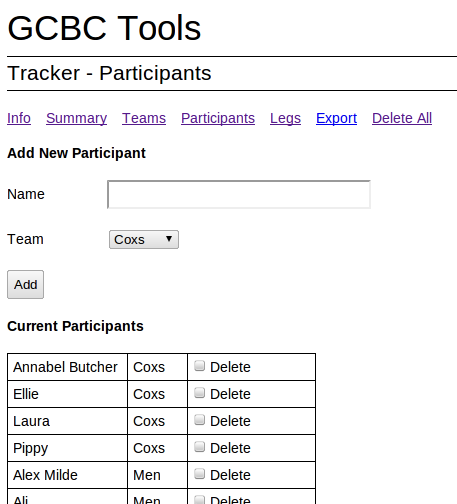 GCBC Tools
Tracker - Participants
Info Summary Teams Participants Legs Export Delete All
Add New Participant
Name
Team Coxs
Add
Current Participants
Annabel Butcher Coxs Delete
Ellie Coxs Delete
Laura Coxs Delete
Pippy Coxs Delete
Alex Milde Men Delete
Ali Men Delete